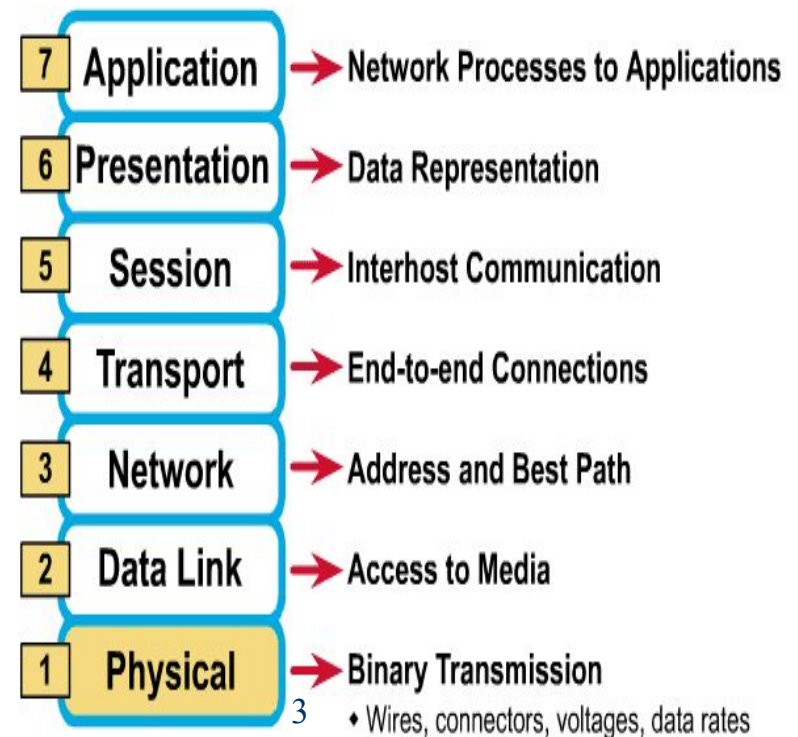 7 Application Network Processes to Applications
6 Presentation Data Representation
5 Session Interhost Communication
4 Transport End-to-end Connections
3 Network Address and Best Path
2 Data Link Access to Media
1 Physical Binary Transmission
3 • Wires, connectors, voltages, data rates